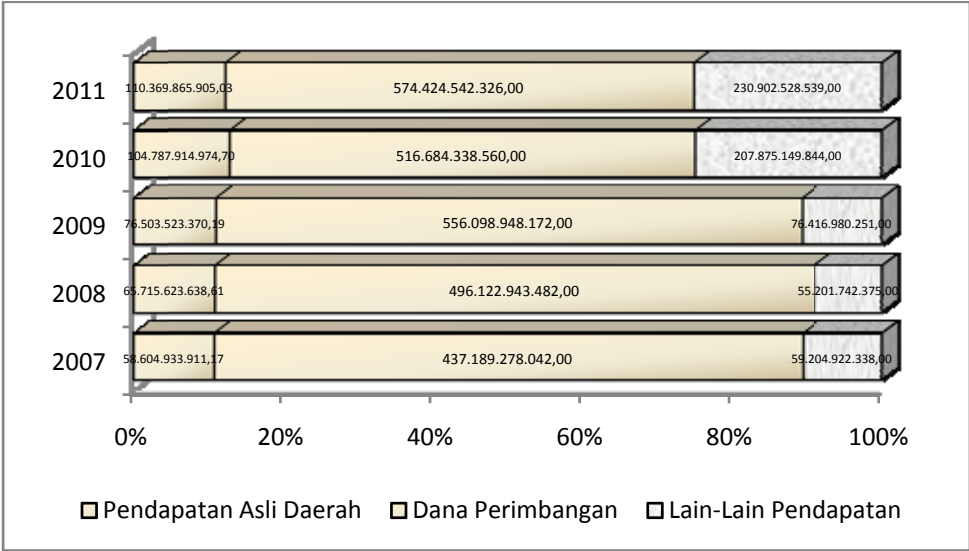 2011 110.369.865.905,03 574.424.542.326,00 230.902.528.539,00
2010 104.787.914.974,70 516.684.338.560,00 207.875.149.844,00
2009 76.503.523.370,19 556.098.948.172,00 76.416.980.251,00
2008 65.715.623.638,61 496.122.943.482,00 55.201.742.375,00
2007 58.604.933.911,17 437.189.278.042,00 59.204.922.338,00
0% 20% 40% 60% 80% 100%
Pendapatan Asli Daerah Dana Perimbangan Lain-Lain Pendapatan